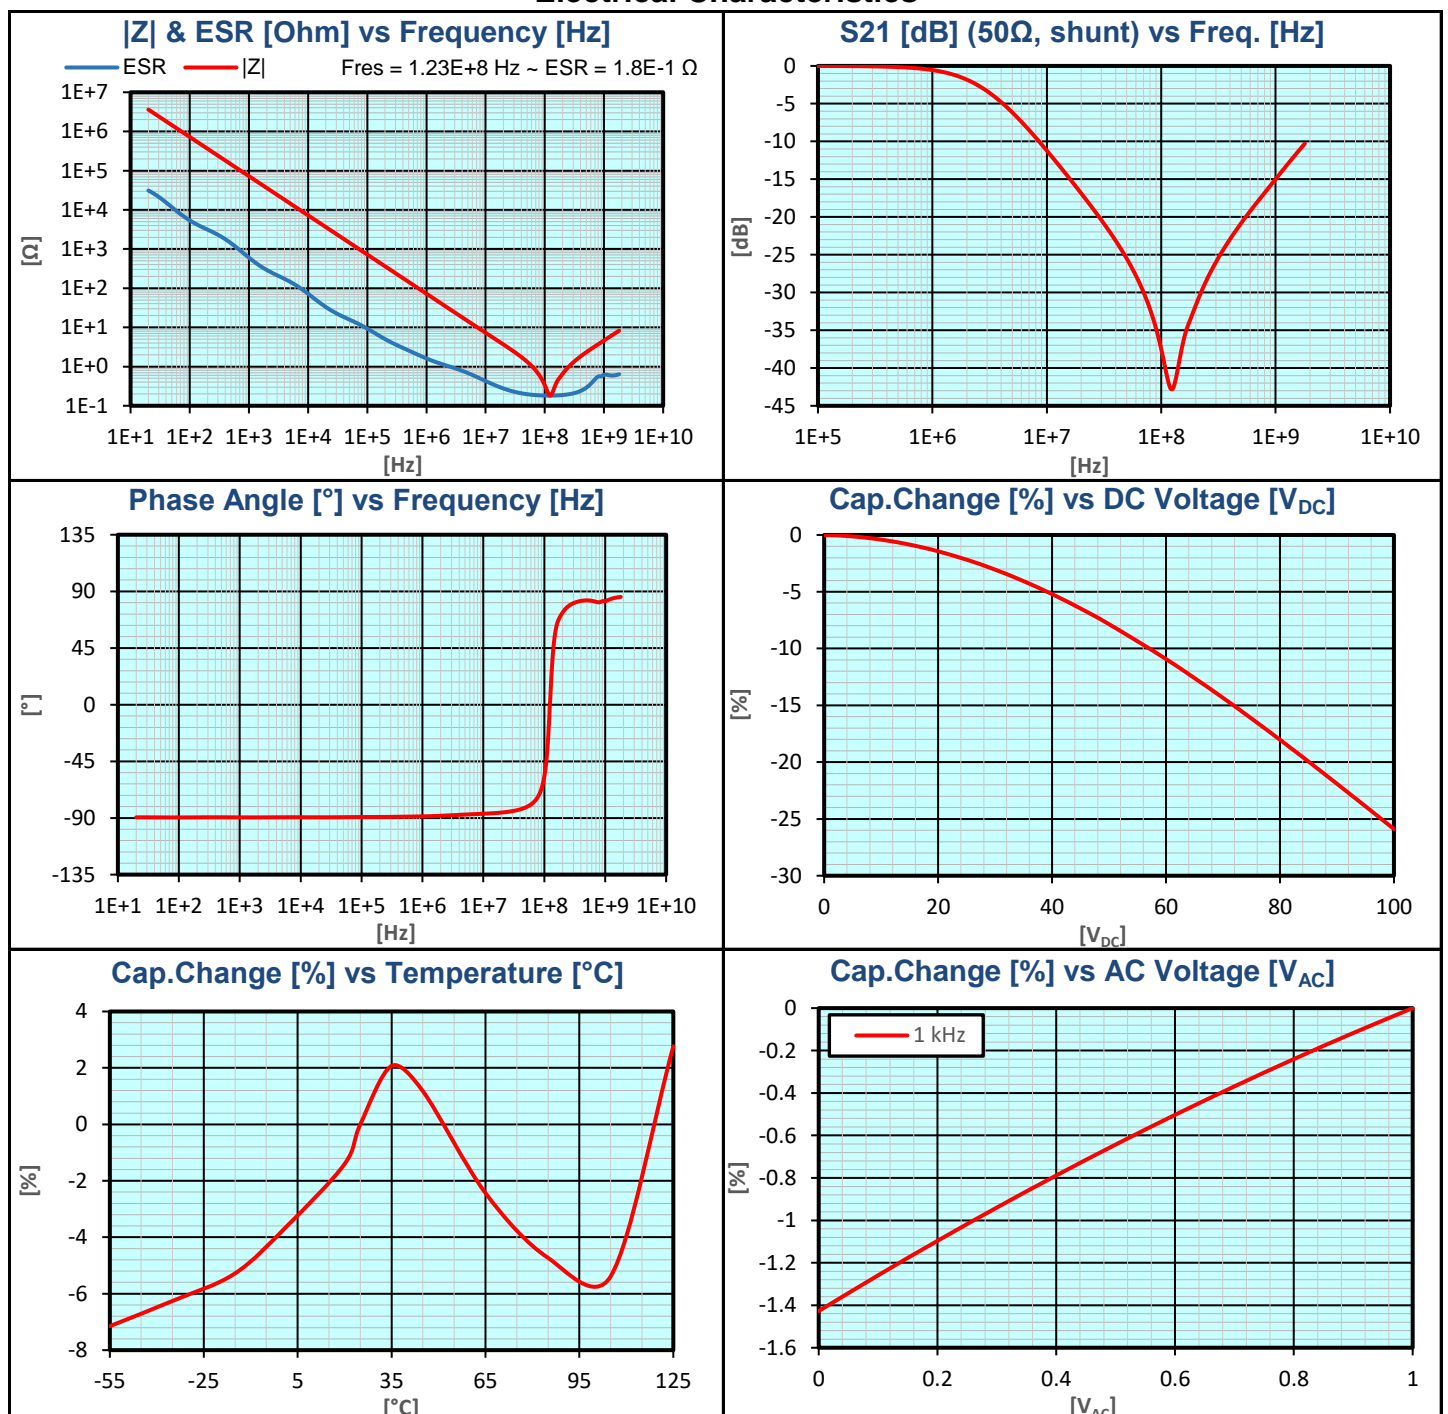 Electrical Characteristics
|Z| & ESR [Ohm] vs Frequency [Hz]
ESR |Z| Fres = 1.23E+8 Hz ~ ESR = 1.8E-1 Ω
1E+7
1E+6
1E+5
1E+4
1E+3
1E+2
1E+1
1E+0
1E-1
[Ω]
1E+1 1E+2 1E+3 1E+4 1E+5 1E+6 1E+7 1E+8 1E+9 1E+10
[Hz]
S21 [dB] (50Ω, shunt) vs Freq. [Hz]
0
-5
-10
-15
-20
-25
-30
-35
-40
-45
[dB]
1E+5 1E+6 1E+7 1E+8 1E+9 1E+10
[Hz]
Phase Angle [°] vs Frequency [Hz]
135
90
45
0
-45
-90
-135
[°]
1E+1 1E+2 1E+3 1E+4 1E+5 1E+6 1E+7 1E+8 1E+9 1E+10
[Hz]
Cap.Change [%] vs DC Voltage [VDC]
0
-5
-10
-15
-20
-25
-30
[%]
0 20 40 60 80 100
[VDC]
Cap.Change [%] vs Temperature [°C]
4
2
0
-2
-4
-6
-8
[%]
-55 -25 5 35 65 95 125
[°C]
Cap.Change [%] vs AC Voltage [VAC]
1 kHz
0
-0.2
-0.4
-0.6
-0.8
-1
-1.2
-1.4
-1.6
[%]
0 0.2 0.4 0.6 0.8 1
[VAC]